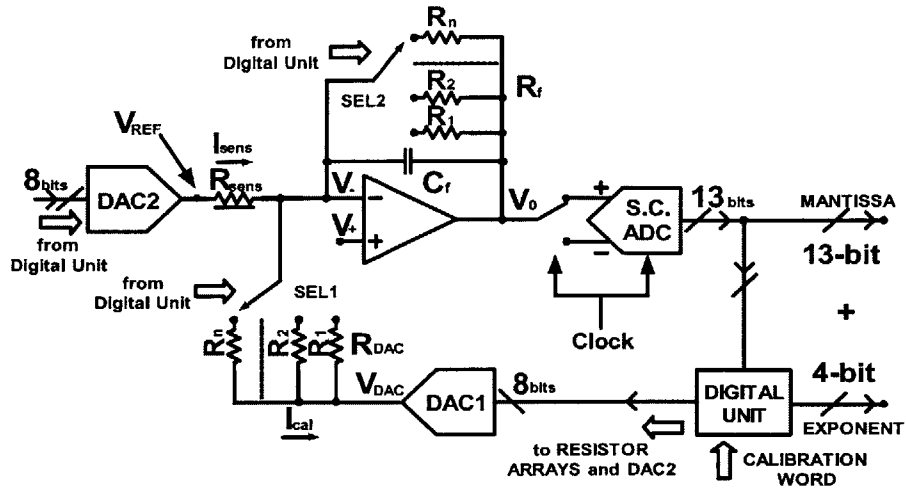 from
Digital Unit
Rn
SEL2
R2
Rf
R1
VREF
Isens
Rsens
8bits
DAC2
from
Digital Unit
V-
Cf
V+
V0
S.C.
ADC
13 bits
MANTISSA
13-bit
+
4-bit
EXPONENT
from
Digital Unit
SEL1
Rn
R2
R1
RDAC
VDAC
Ical
DAC1
8bits
Clock
DIGITAL
UNIT
to RESISTOR
ARRAYS and DAC2
CALIBRATION
WORD